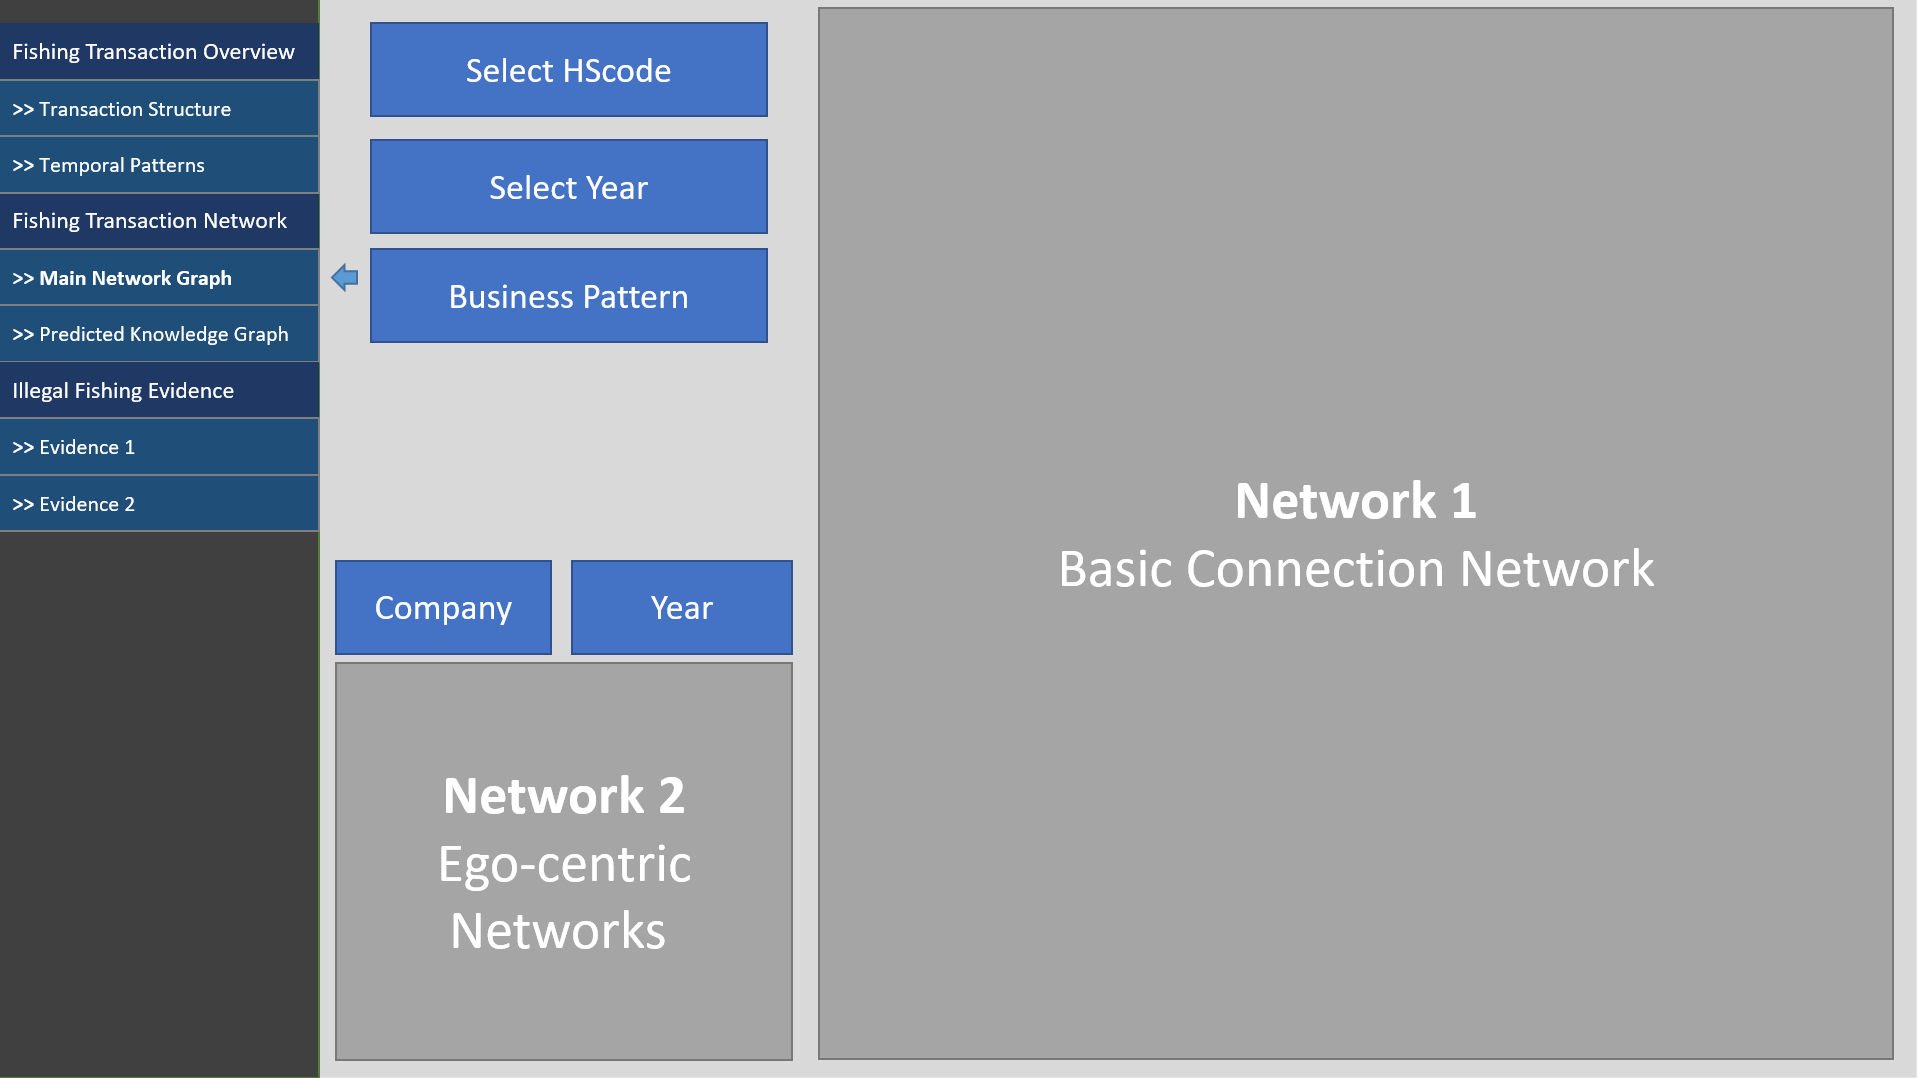 Fishing Transaction Overview
>> Transaction Structure
>> Temporal Patterns
Fishing Transaction Network
>> Main Network Graph
>> Predicted Knowledge Graph
Illegal Fishing Evidence
>> Evidence 1
>> Evidence 2
Select HScode
Select Year
Business Pattern
Company
Year
Network 2
Ego-centric
Networks
Network 1
Basic Connection Network